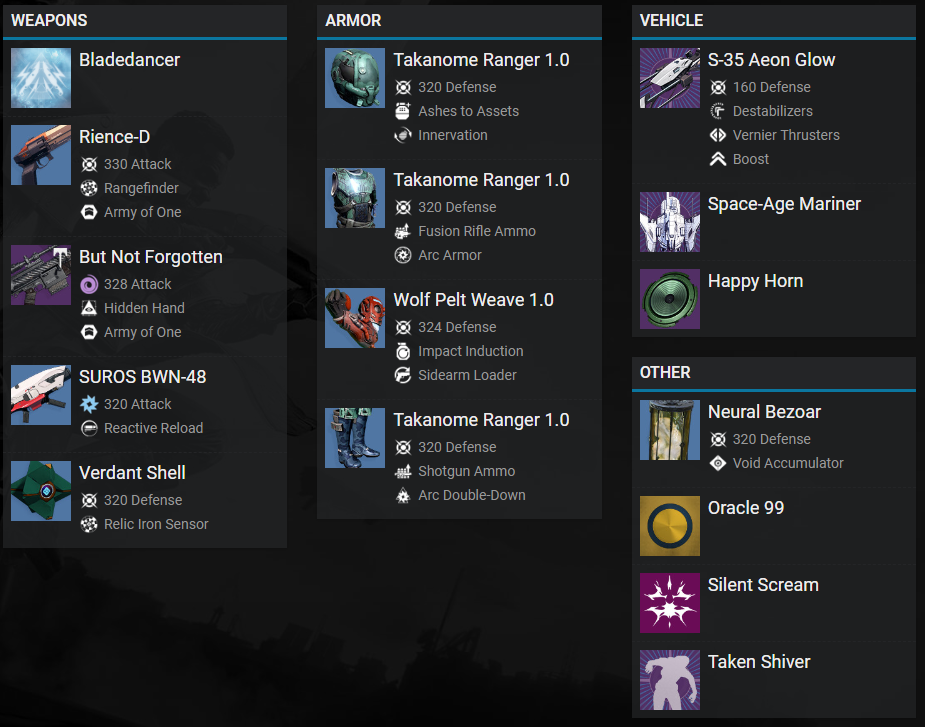 WEAPONS
Bladedancer
Rience-D
330 Attack
Rangefinder
Army of One
But Not Forgotten
328 Attack
Hidden Hand
Army of One
SUROS BWN-48
320 Attack
Reactive Reload
Verdant Shell
320 Defense
Relic Iron Sensor
ARMOR
Takanome Ranger 1.0
320 Defense
Ashes to Assets
Innervation
Takanome Ranger 1.0
320 Defense
Fusion Rifle Ammo
Arc Armor
Wolf Pelt Weave 1.0
324 Defense
Impact Induction
Sidearm Loader
Takanome Ranger 1.0
320 Defense
Shotgun Ammo
Arc Double-Down
VEHICLE
S-35 Aeon Glow
160 Defense
Destabilizers
Vernier Thrusters
Boost
Space-Age Mariner
Happy Horn
OTHER
Neural Bezoar
320 Defense
Void Accumulator
Oracle 99
Silent Scream
Taken Shiver